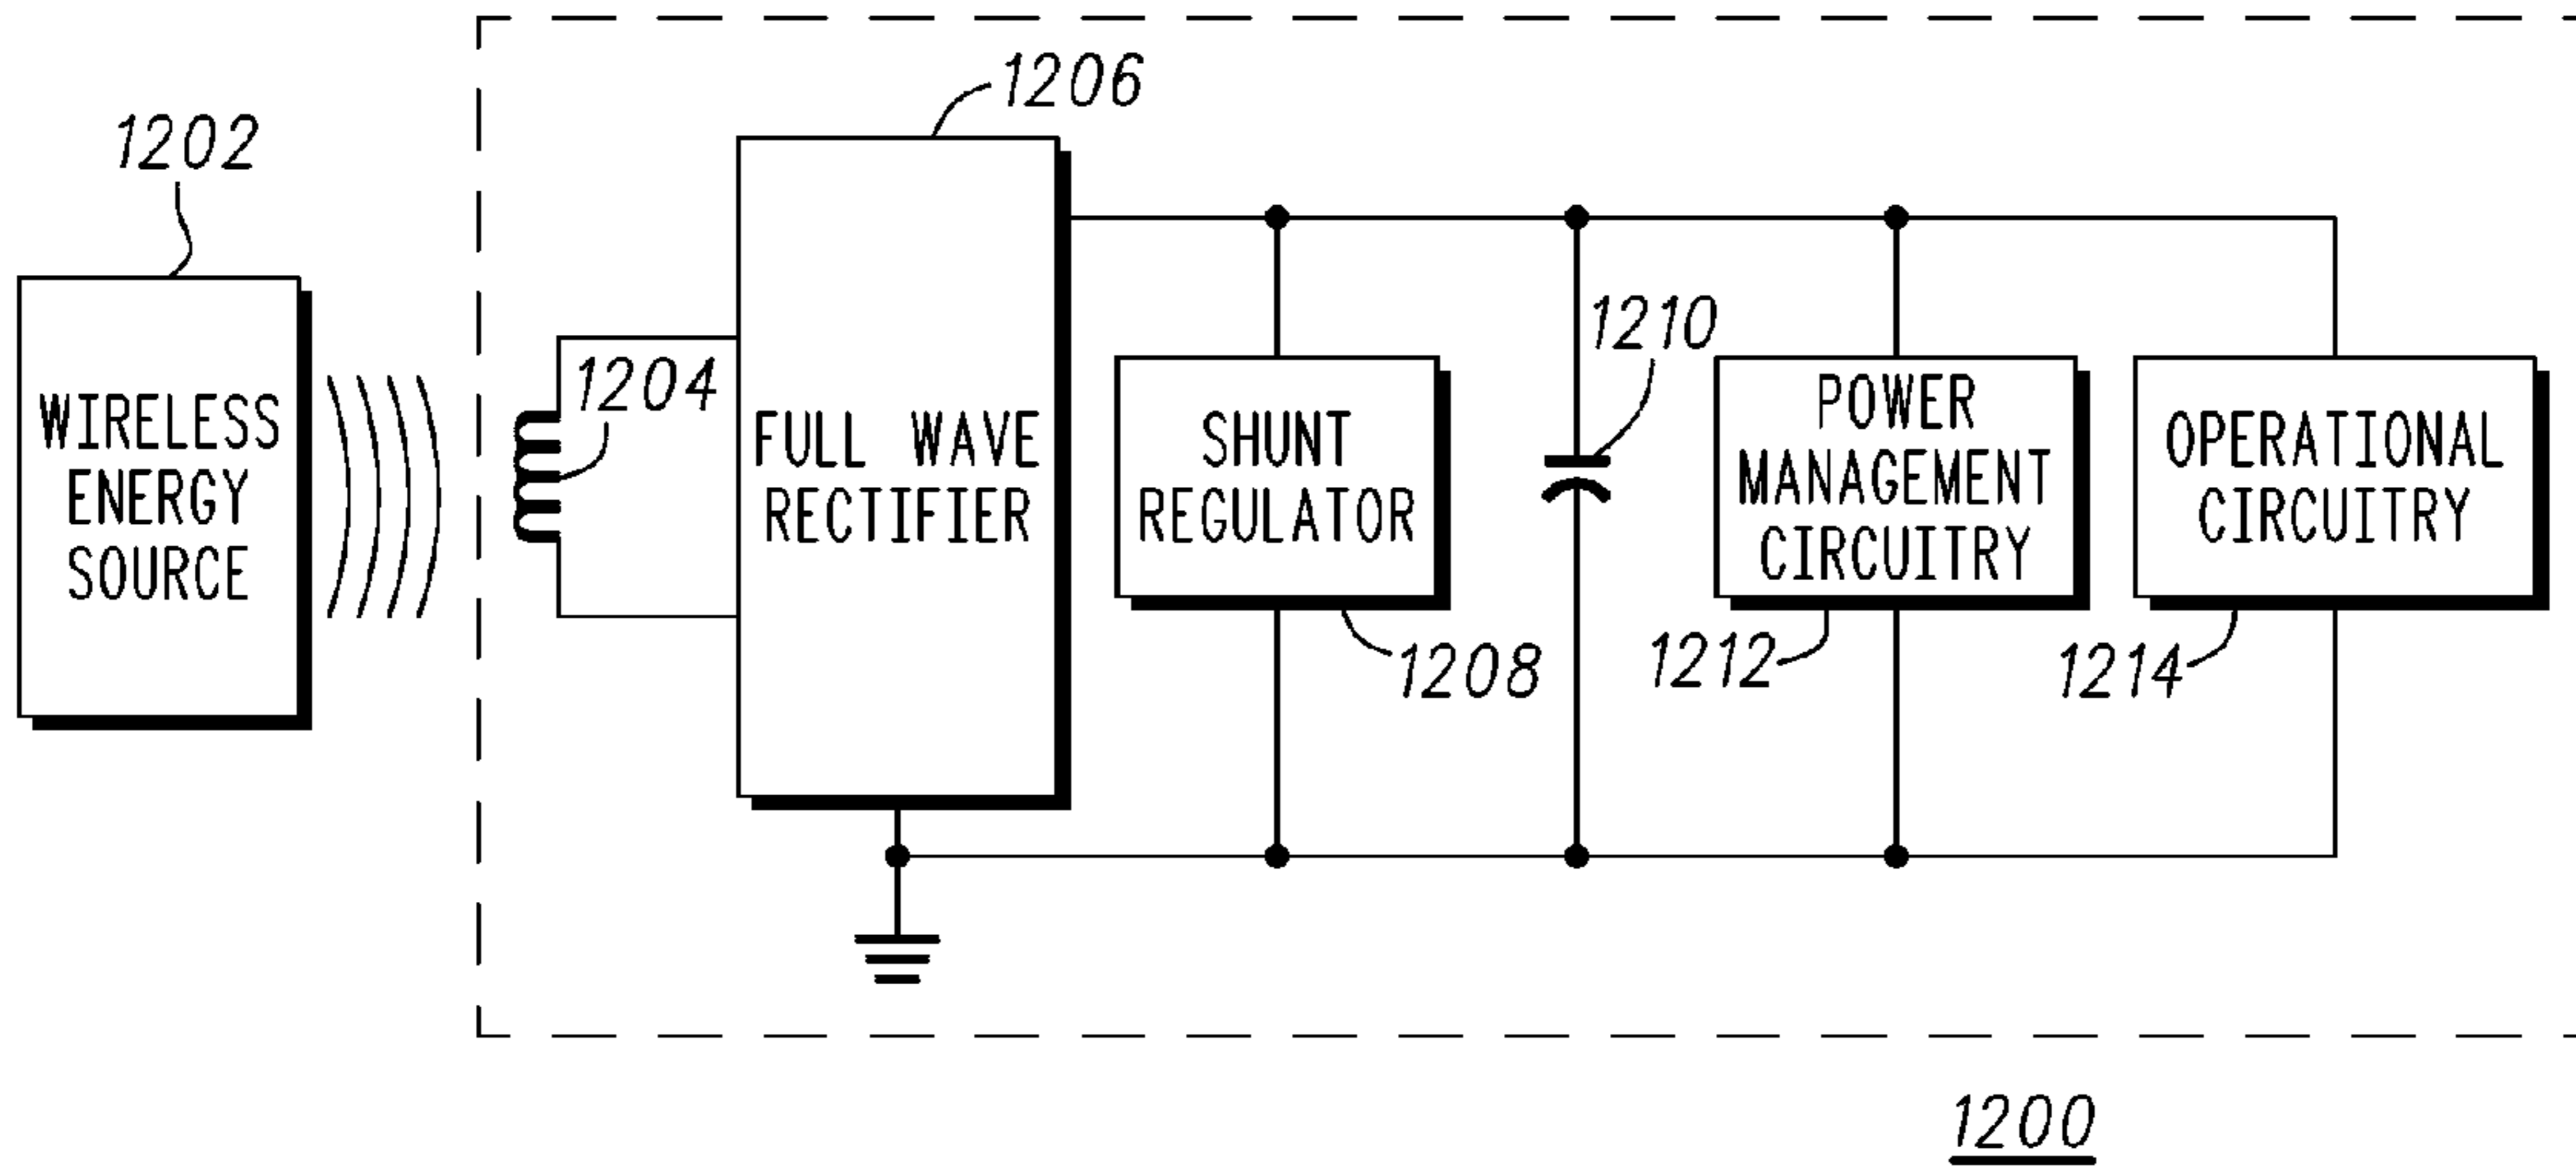 1202
WIRELESS
ENERGY
SOURCE
1204
1206
FULL WAVE
RECTIFIER
SHUNT
REGULATOR
1208
1210
POWER
MANAGEMENT
CIRCUITRY
1212
OPERATIONAL
CIRCUITRY
1214
1200